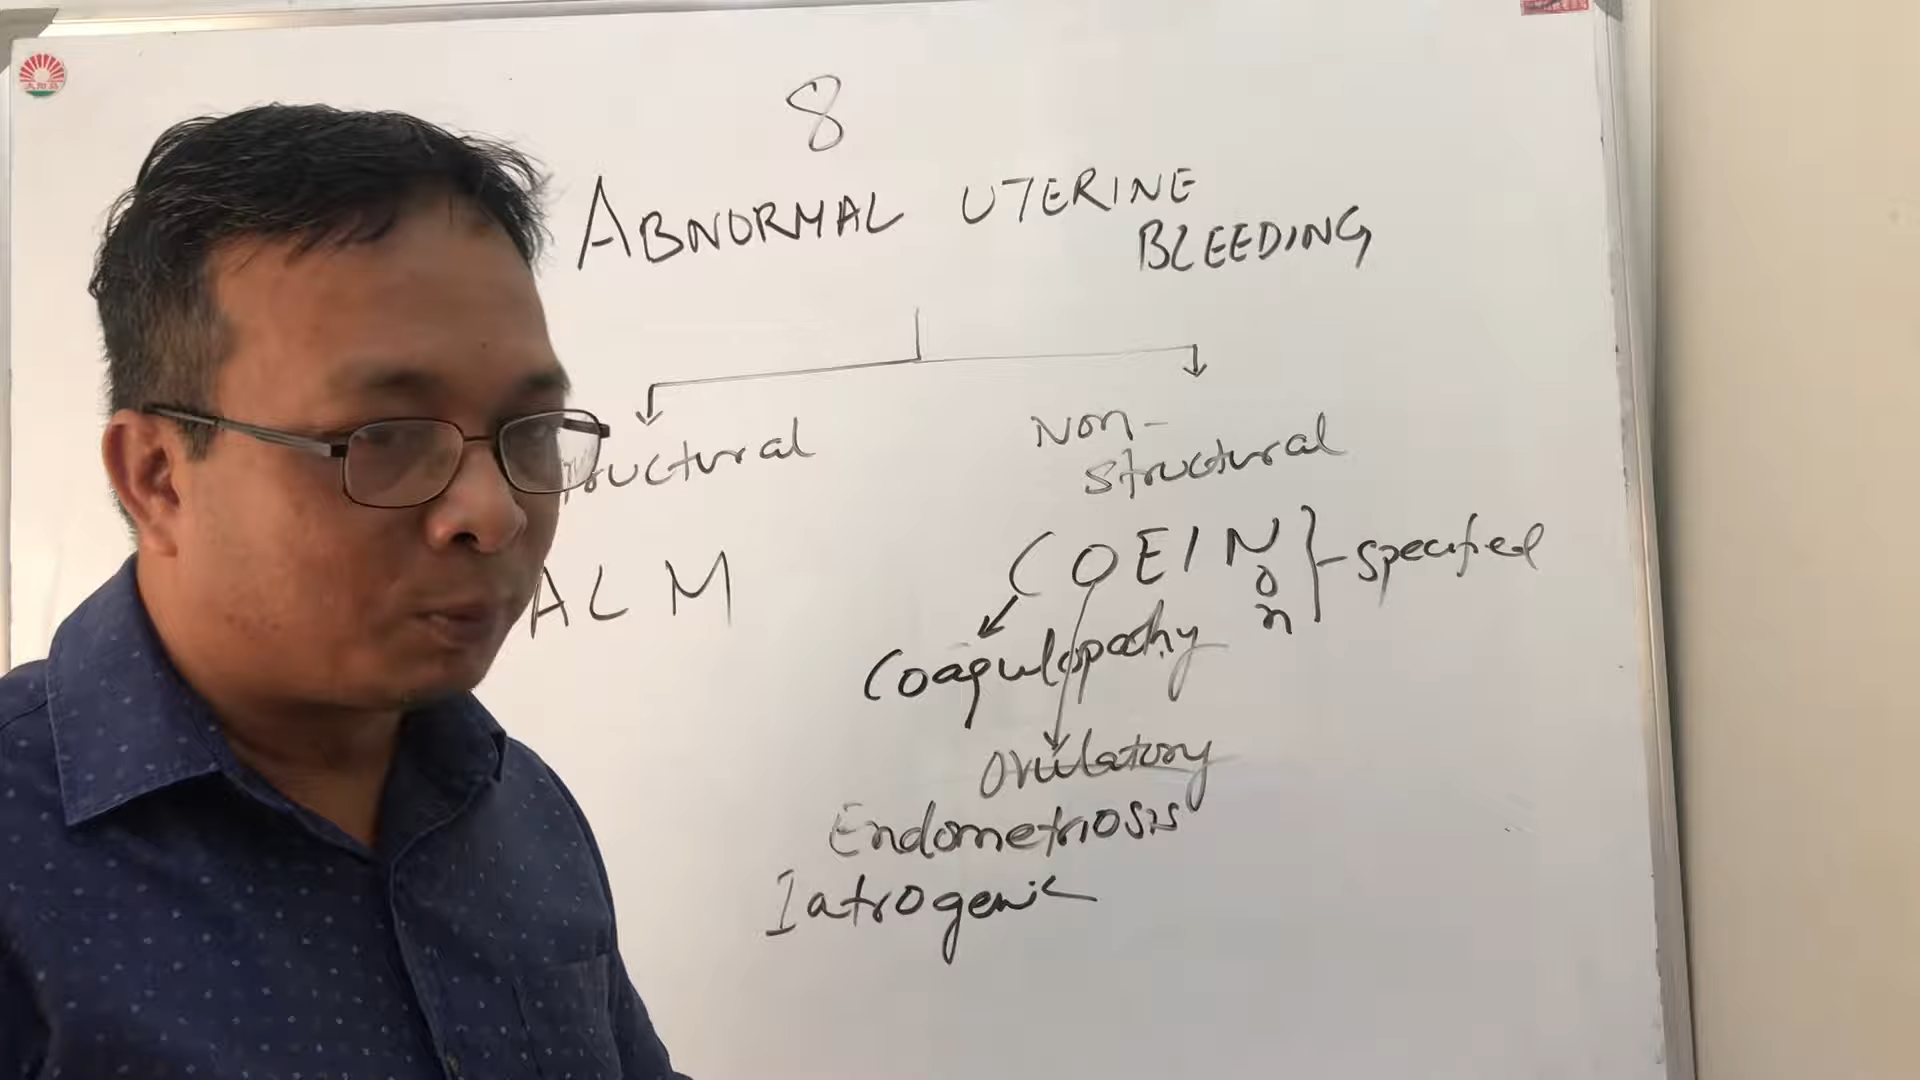 8
ABNORMAL UTERINE
BLEEDING
ructural
Non-
Structural
ALM
COEIN
o
n
} - specified
Coagulopathy
Ovulatory
Endometriosis
Iatrogenic